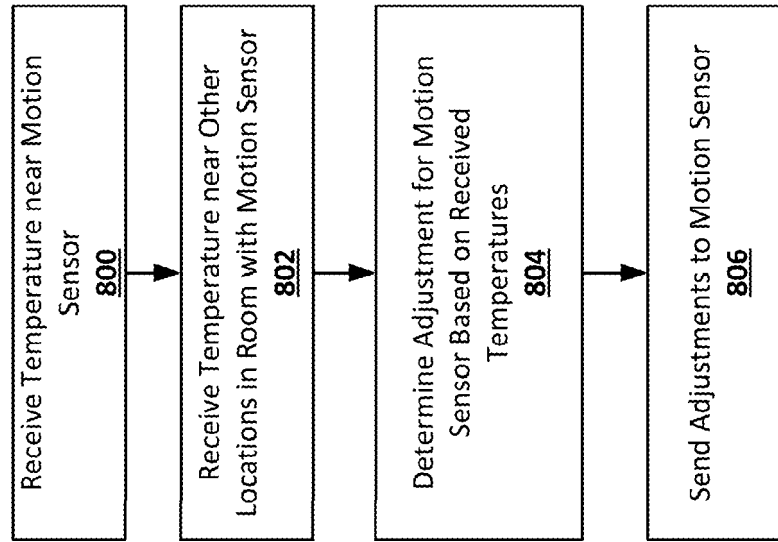 Receive Temperature near Motion
Sensor
800
Receive Temperature near Other
Locations in Room with Motion Sensor
802
Determine Adjustment for Motion
Sensor Based on Received
Temperatures
804
Send Adjustments to Motion Sensor
806